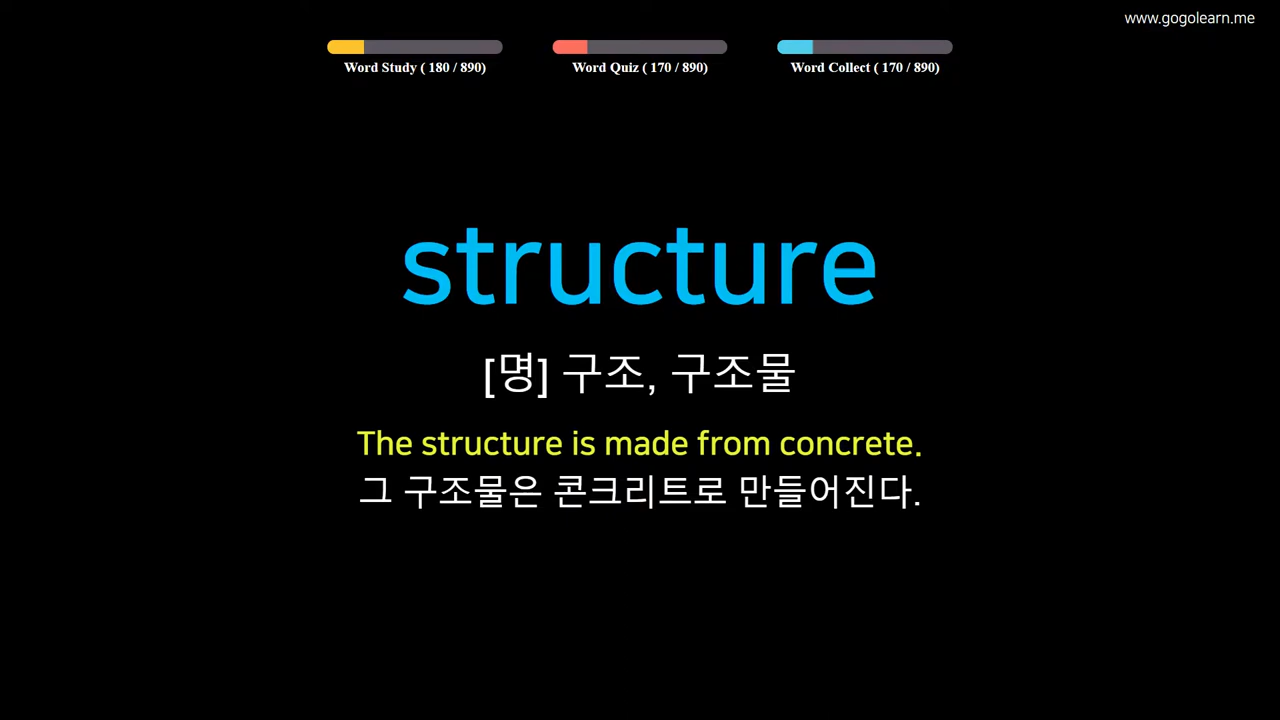 www.gogolearn.me
Word Study ( 180 / 890)
Word Quiz ( 170 / 890)
Word Collect ( 170 / 890)
structure
[명] 구조, 구조물
The structure is made from concrete.
그 구조물은 콘크리트로 만들어진다.